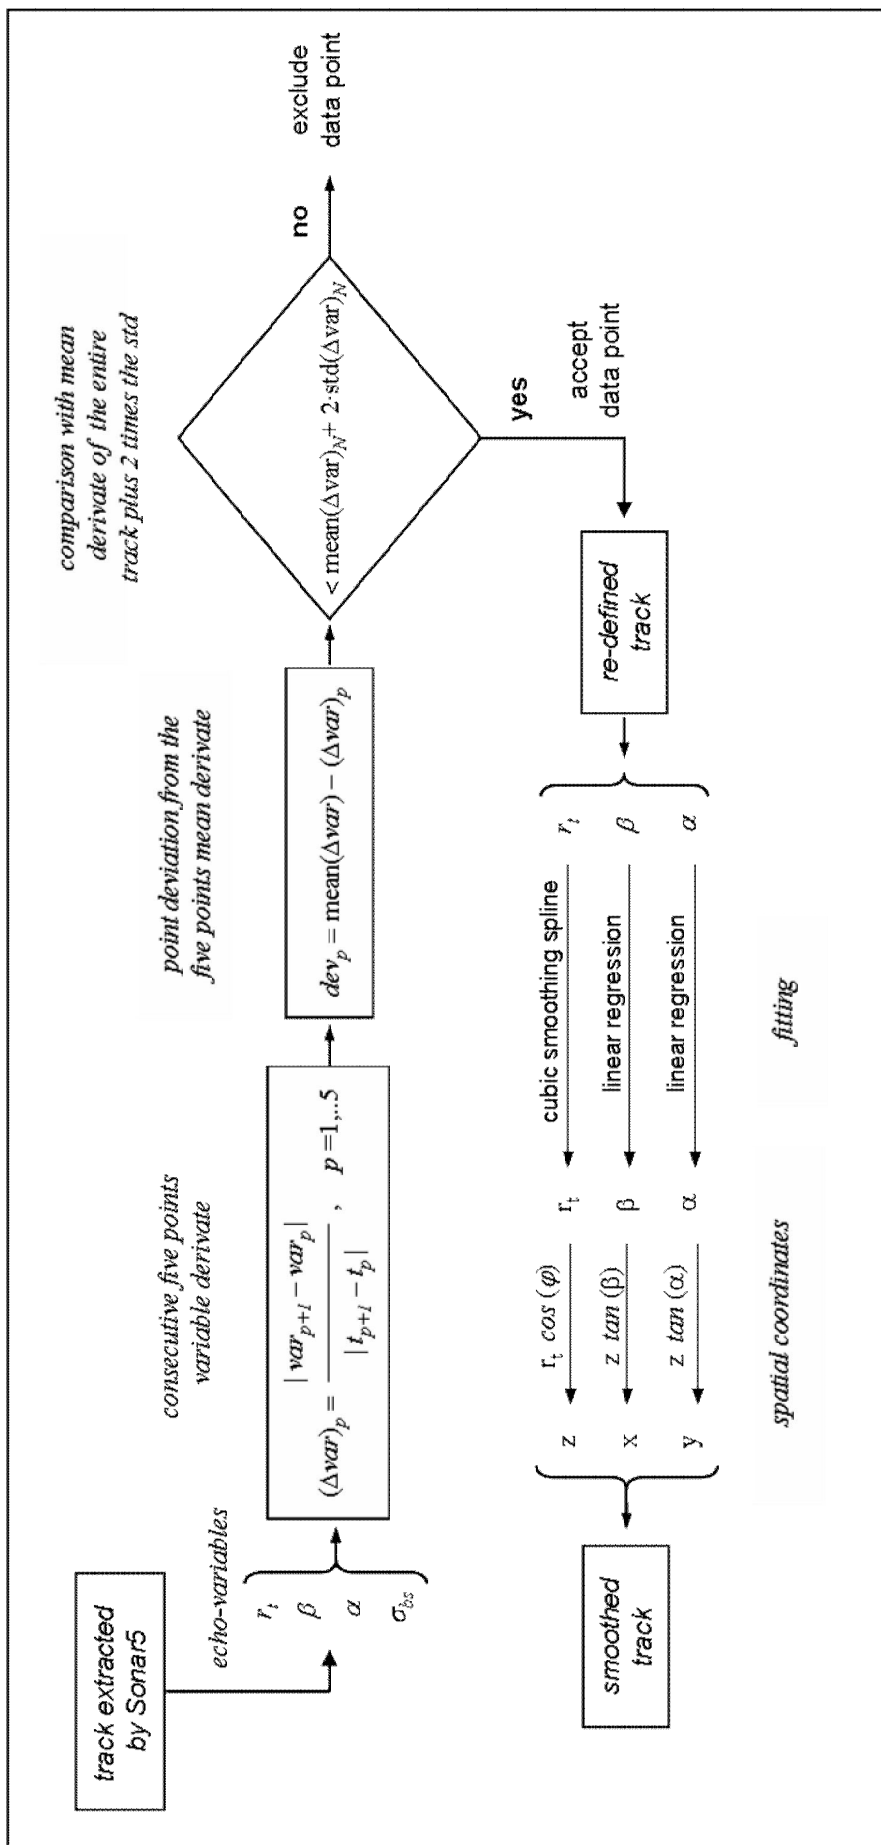 track extracted
by Sonar5
echo-variables
r_t
β
α
σ_bs
consecutive five points
variable derivate
(Δvar)_p = |var_{p+1} − var_p| / |t_{p+1} − t_p| , p =1,..5
point deviation from the
five points mean derivate
dev_p = mean(Δvar) − (Δvar)_p
comparison with mean
derivate of the entire
track plus 2 times the std
< mean(Δvar)_N + 2·std(Δvar)_N
no
exclude
data point
yes
accept
data point
re-defined
track
r_t
β
α
cubic smoothing spline
linear regression
linear regression
fitting
r_t
β
α
r_t cos (φ)
z tan (β)
z tan (α)
spatial coordinates
z
x
y
smoothed
track